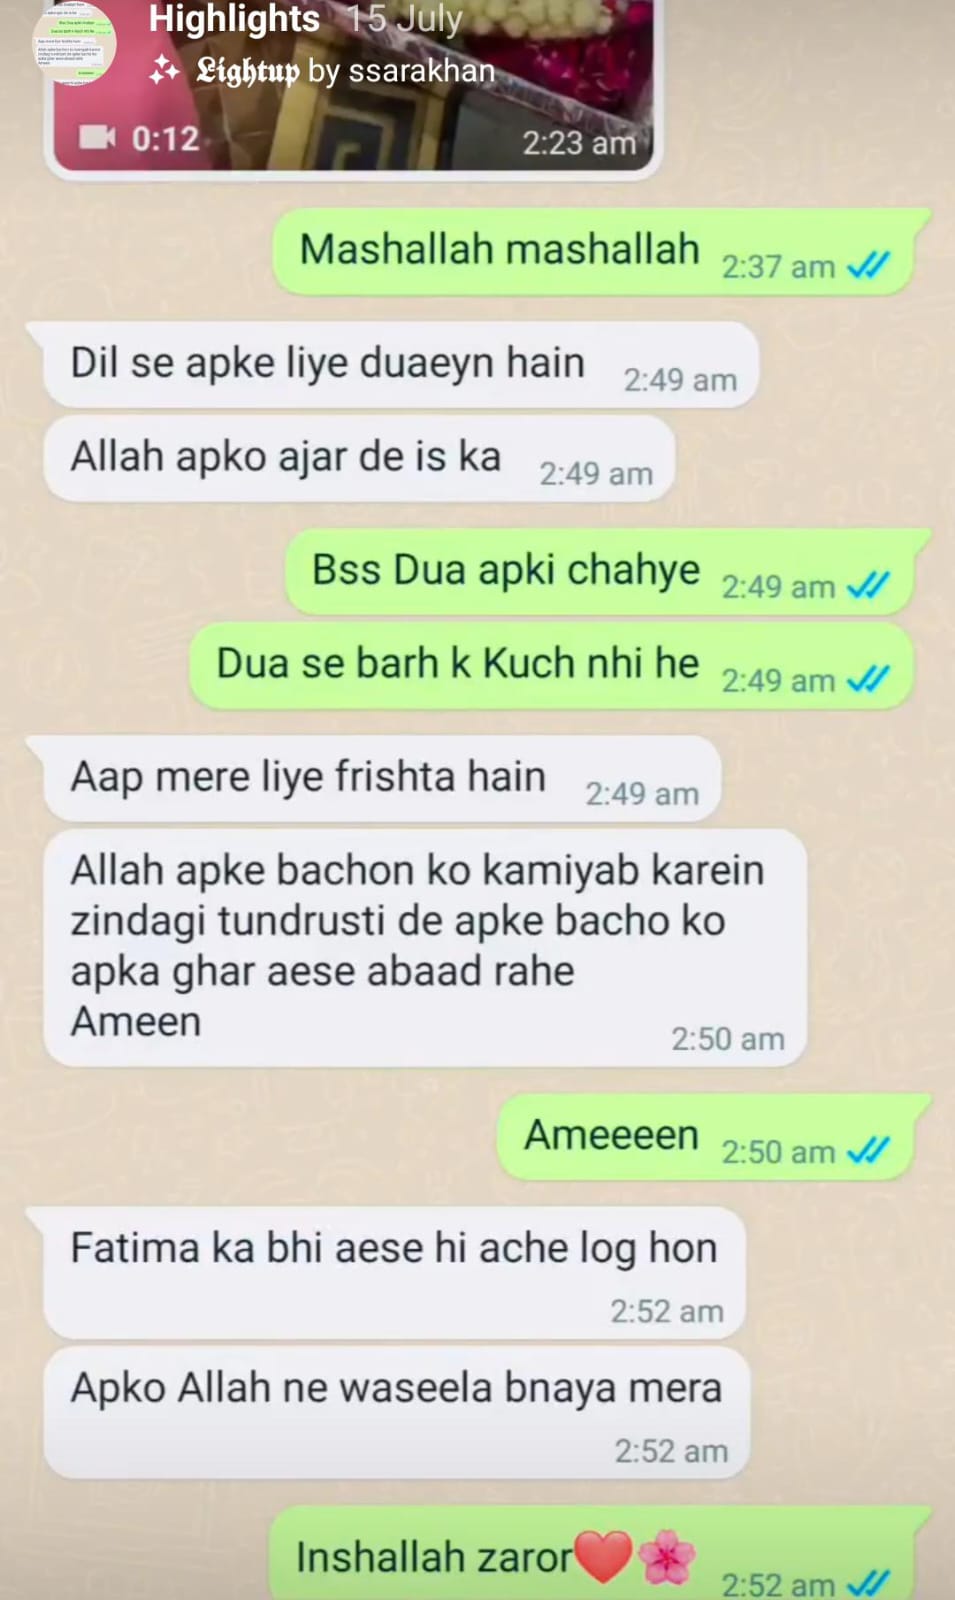 Highlights 15 July
Lightup by ssarakhan
0:12 2:23 am
Mashallah mashallah 2:37 am
Dil se apke liye duaeyn hain 2:49 am
Allah apko ajar de is ka 2:49 am
Bss Dua apki chahye 2:49 am
Dua se barh k Kuch nhi he 2:49 am
Aap mere liye frishta hain 2:49 am
Allah apke bachon ko kamiyab karein
zindagi tundrusti de apke bacho ko
apka ghar aese abaad rahe
Ameen
2:50 am
Ameeeen 2:50 am
Fatima ka bhi aese hi ache log hon
2:52 am
Apko Allah ne waseela bnaya mera
2:52 am
Inshallah zaror❤️🌸 2:52 am